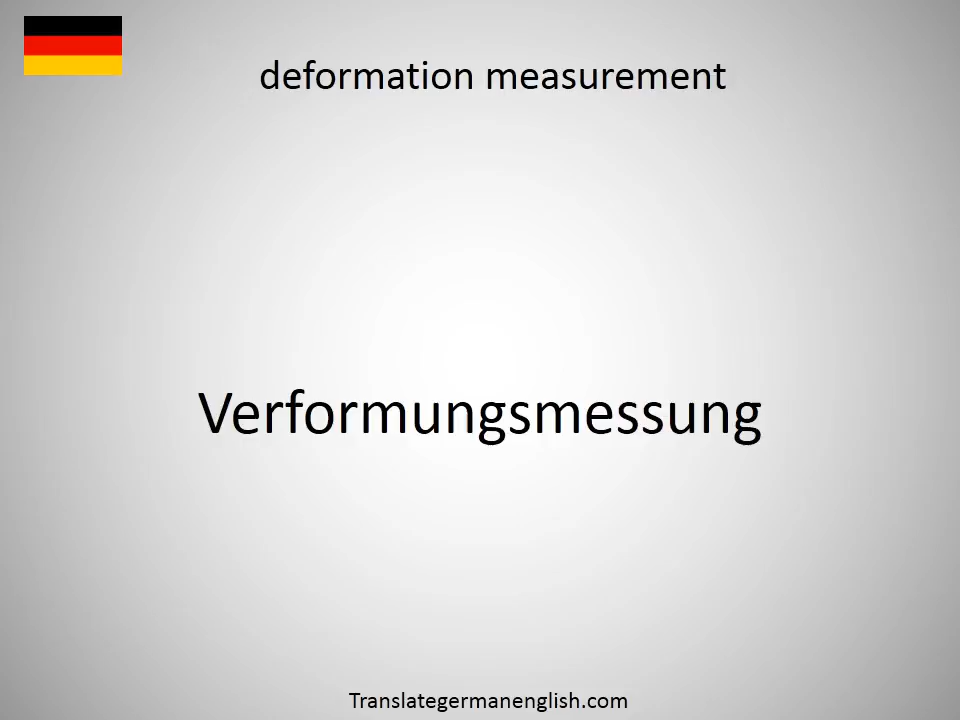 deformation measurement
Verformungsmessung
Translategermanenglish.com